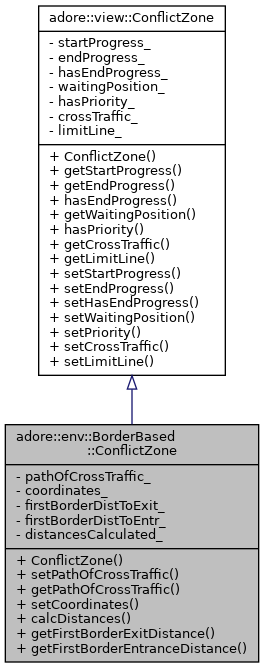 adore::view::ConflictZone
- startProgress_
- endProgress_
- hasEndProgress_
- waitingPosition_
- hasPriority_
- crossTraffic_
- limitLine_
+ ConflictZone()
+ getStartProgress()
+ getEndProgress()
+ hasEndProgress()
+ getWaitingPosition()
+ hasPriority()
+ getCrossTraffic()
+ getLimitLine()
+ setStartProgress()
+ setEndProgress()
+ setHasEndProgress()
+ setWaitingPosition()
+ setPriority()
+ setCrossTraffic()
+ setLimitLine()
adore::env::BorderBased
::ConflictZone
- pathOfCrossTraffic_
- coordinates_
- firstBorderDistToExit_
- firstBorderDistToEntr_
- distancesCalculated_
+ ConflictZone()
+ setPathOfCrossTraffic()
+ getPathOfCrossTraffic()
+ setCoordinates()
+ calcDistances()
+ getFirstBorderExitDistance()
+ getFirstBorderEntranceDistance()